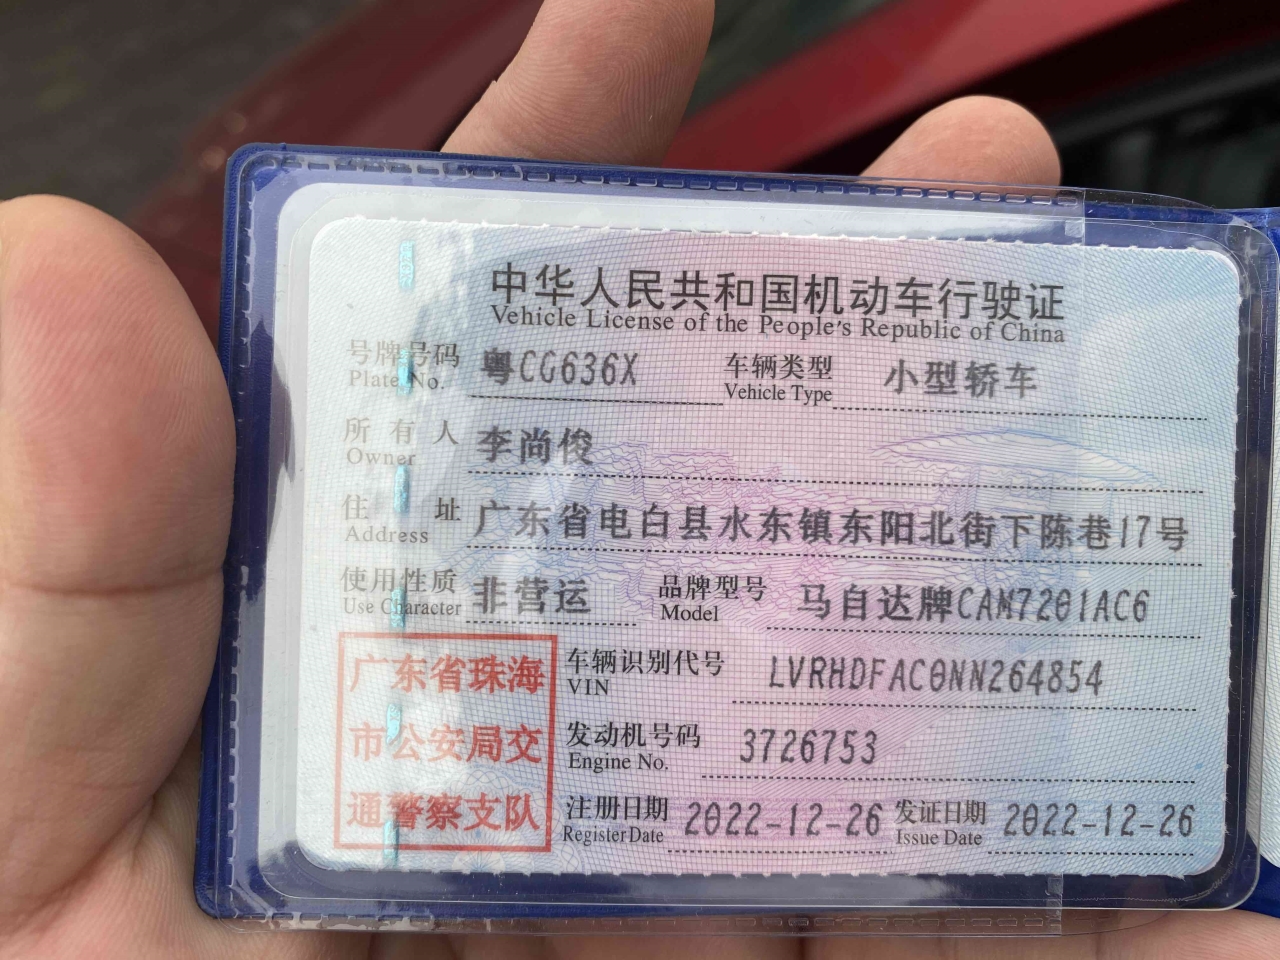 中华人民共和国机动车行驶证
Vehicle License of the People's Republic of China
号牌号码 粤CG636X 车辆类型 小型轿车
Plate No. Vehicle Type
所有人 李尚俊
Owner
住址 广东省电白县水东镇东阳北街下陈巷17号
Address
使用性质 非营运 品牌型号 马自达牌CAM7201AC6
Use Character Model
广东省珠海
市公安局交
通警察支队
车辆识别代号 LVRHDFAC0NN264854
VIN
发动机号码 3726753
Engine No.
注册日期 2022-12-26 发证日期 2022-12-26
Register Date Issue Date